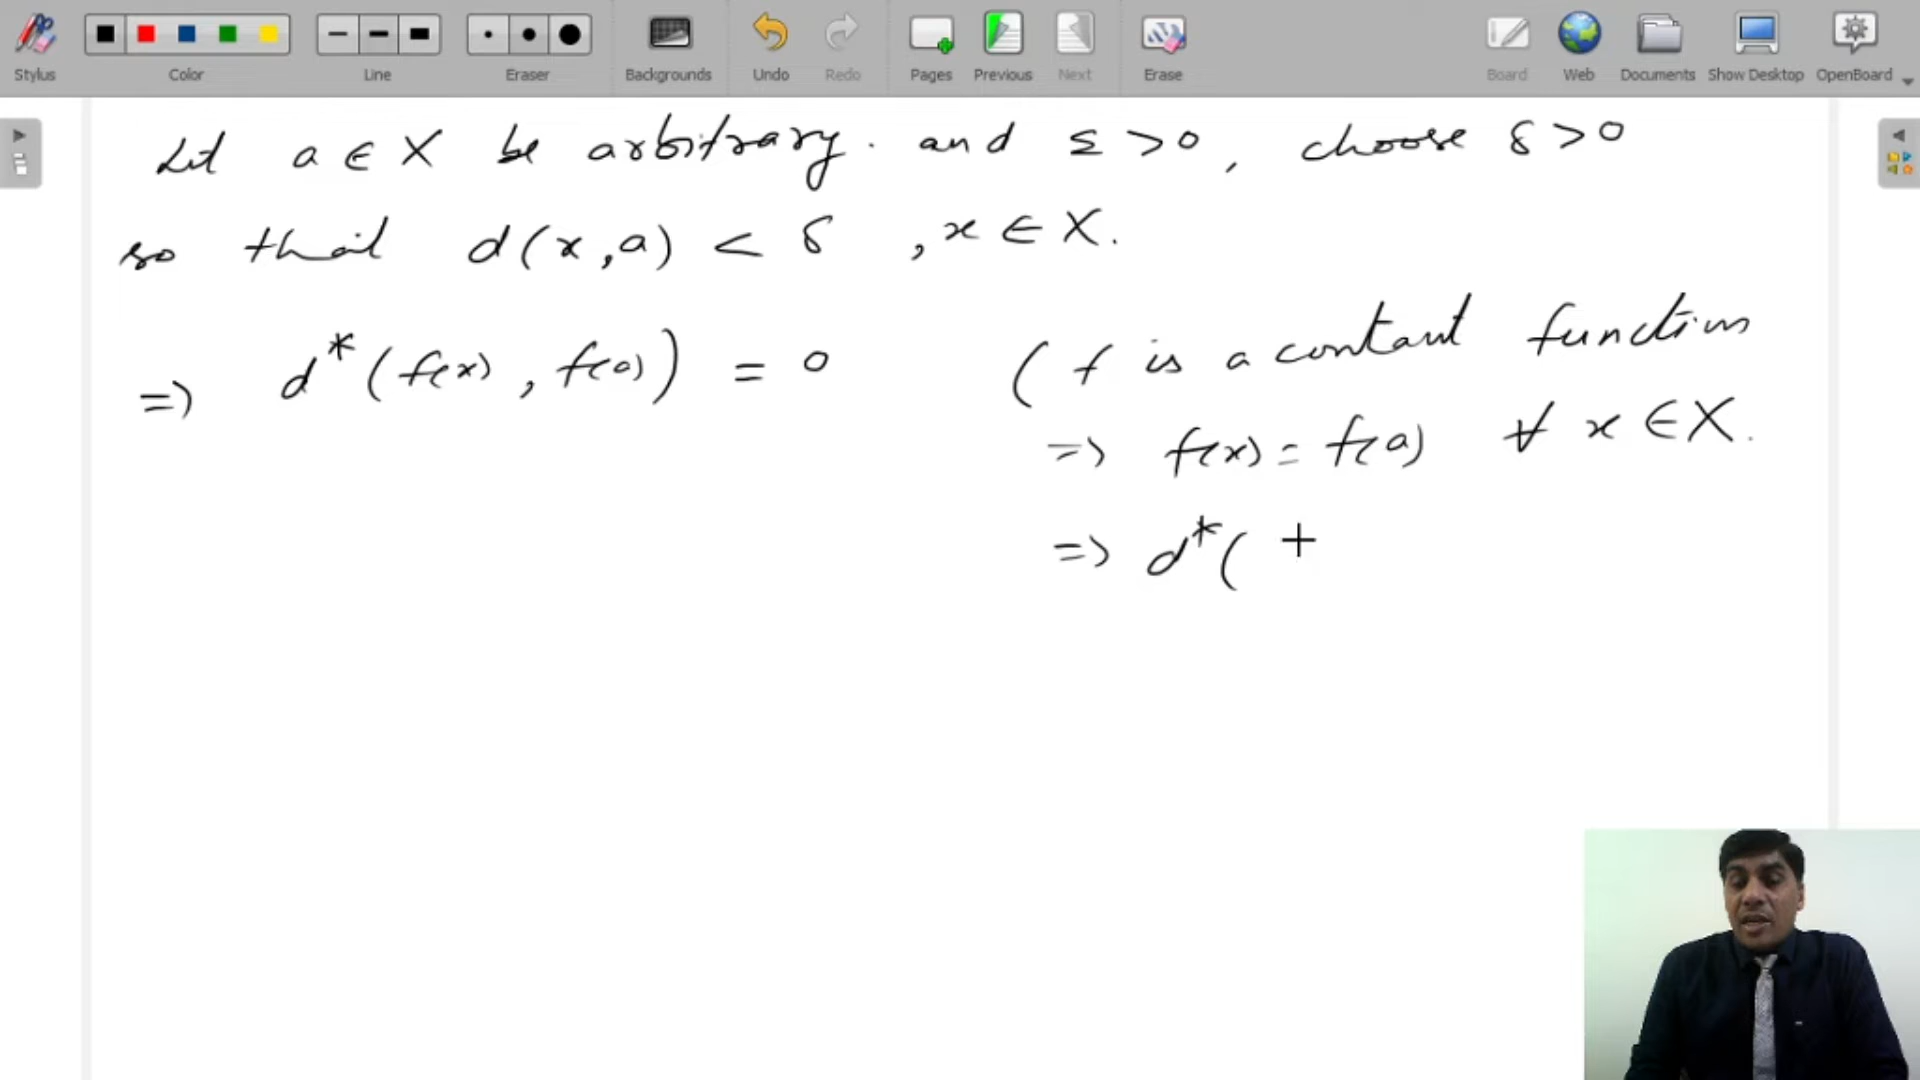 Stylus Color Line Eraser Backgrounds Undo Redo Pages Previous Next Erase Board Web Documents Show Desktop OpenBoard
Let a ∈ X be arbitrary. and Σ > 0, choose δ > 0
so that d(x,a) < δ , x ∈ X.
=> d*(f(x), f(a)) = 0
(f is a contant function
=> f(x) = f(a) ∀ x ∈ X.
=> d*(